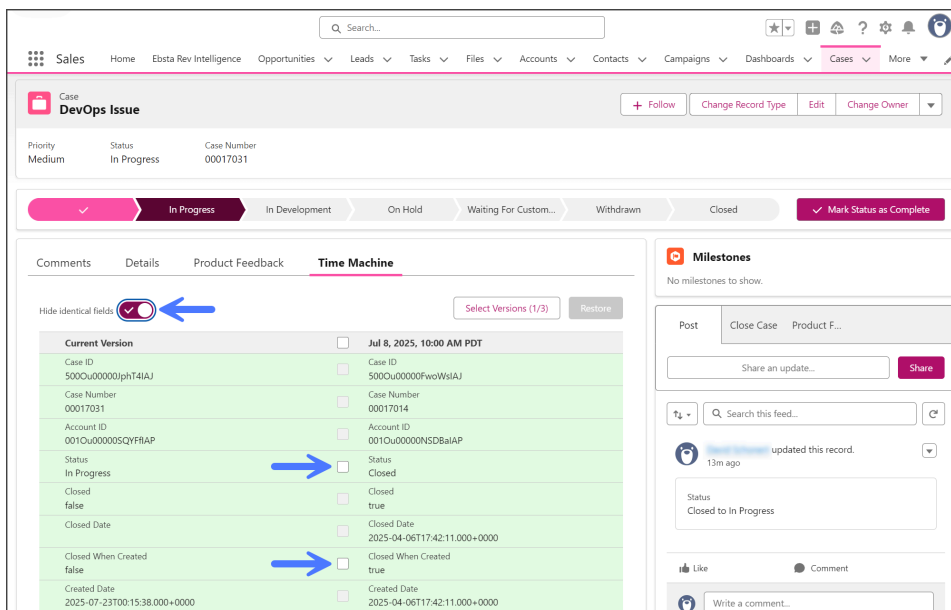 Search...
Sales Home Ebsta Rev Intelligence Opportunities Leads Tasks Files Accounts Contacts Campaigns Dashboards Cases More
Case
DevOps Issue
Follow Change Record Type Edit Change Owner
Priority Status Case Number
Medium In Progress 00017031
In Progress In Development On Hold Waiting For Custom... Withdrawn Closed Mark Status as Complete
Comments Details Product Feedback Time Machine
Hide identical fields Select Versions (1/3) Restore
Current Version Jul 8, 2025, 10:00 AM PDT
Case ID Case ID
500Ou00000JphT4IAJ 500Ou00000FwoWsIAJ
Case Number Case Number
00017031 00017014
Account ID Account ID
001Ou00000SQYFfIAP 001Ou00000NSDBaIAP
Status Status
In Progress Closed
Closed Closed
false true
Closed Date Closed Date
2025-04-06T17:42:11.000+0000
Closed When Created Closed When Created
false true
Created Date Created Date
2025-07-23T00:15:38.000+0000 2025-04-06T17:42:11.000+0000
Milestones
No milestones to show.
Post Close Case Product F...
Share an update... Share
Search this feed...
updated this record.
13m ago
Status
Closed to In Progress
Like Comment
Write a comment...